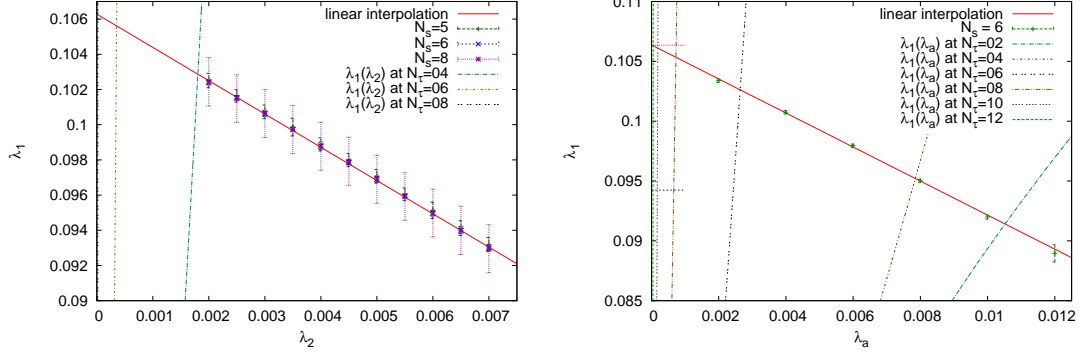 0.09
0.092
0.094
0.096
0.098
0.1
0.102
0.104
0.106
0
0.001
0.002
0.003
0.004
0.005
0.006
0.007
λ1
λ2
linear interpolation
Ns=5
Ns=6
Ns=8
λ1(λ2) at Nτ=04
λ1(λ2) at Nτ=06
λ1(λ2) at Nτ=08
0.085
0.09
0.095
0.1
0.105
0.11
0
0.002
0.004
0.006
0.008
0.01
0.012
λ1
λa
linear interpolation
Ns = 6
λ1(λa) at Nτ=02
λ1(λa) at Nτ=04
λ1(λa) at Nτ=06
λ1(λa) at Nτ=08
λ1(λa) at Nτ=10
λ1(λa) at Nτ=12